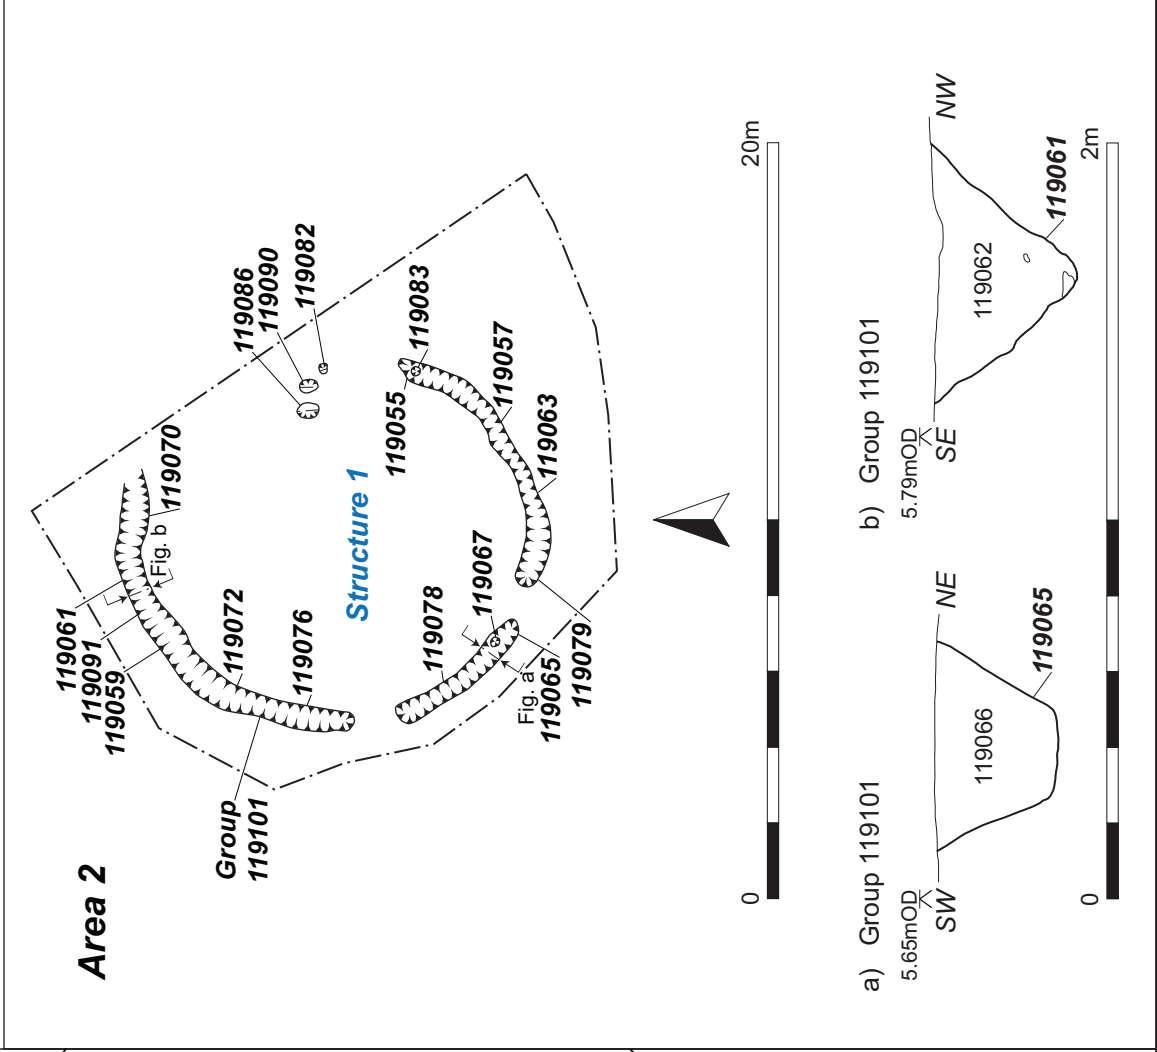 Area 2
119061
119091
119059
Fig. b
119070
119086
119090
119082
119072
119076
Group
119101
Structure 1
119055
119083
119057
119063
119078
119067
Fig. a
119065
119079
0
20m
a) Group 119101
5.65mOD
SW
NE
119066
119065
b) Group 119101
5.79mOD
SE
NW
119062
119061
0
2m